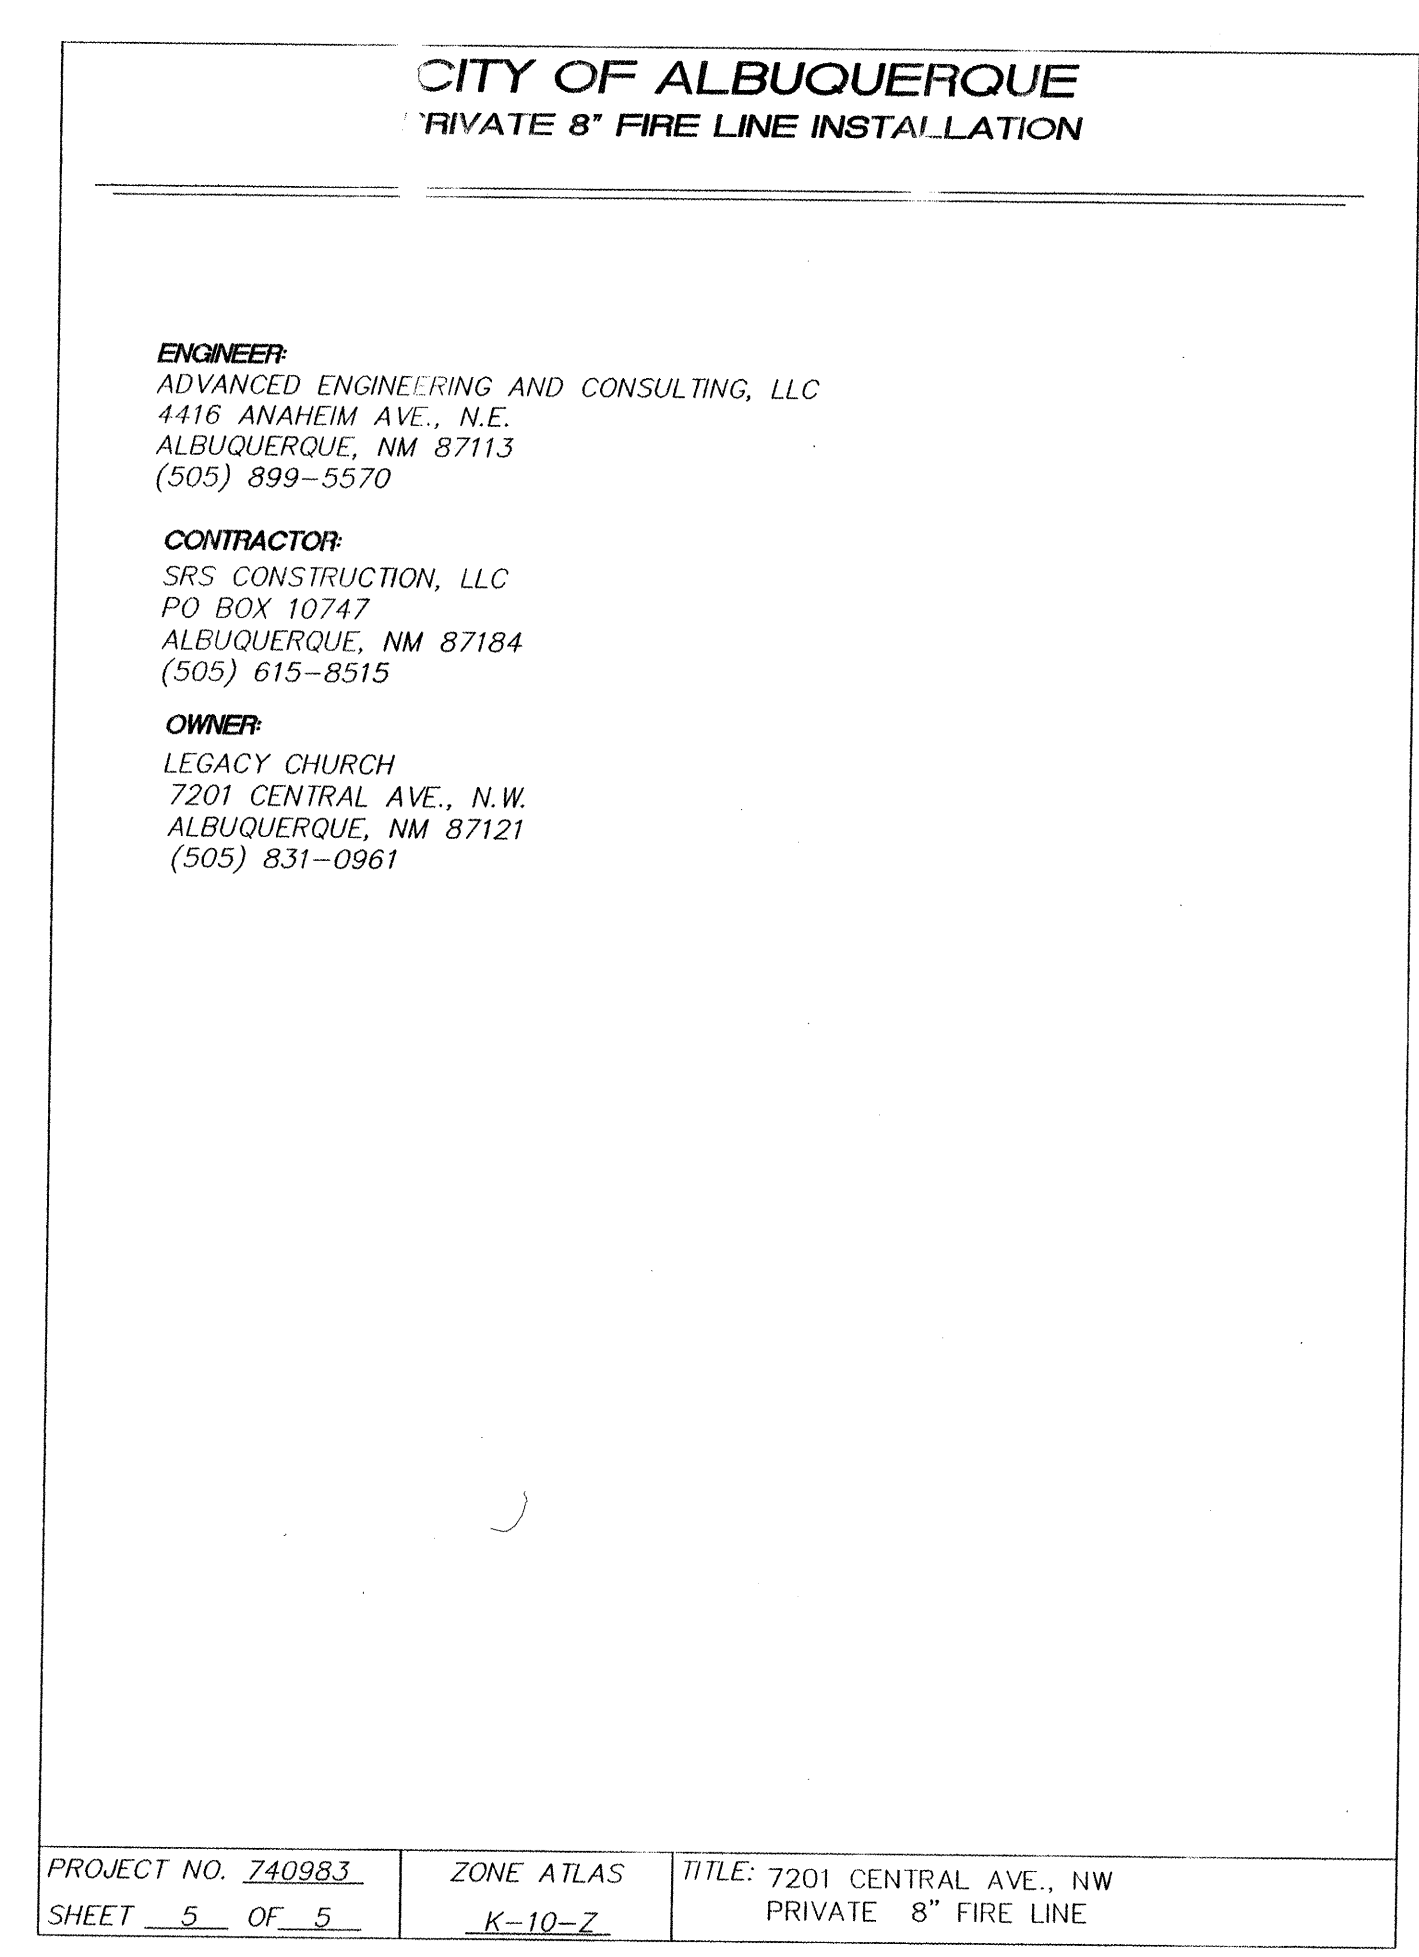 CITY OF ALBUQUERQUE
PRIVATE 8" FIRE LINE INSTALLATION
ENGINEER:
ADVANCED ENGINEERING AND CONSULTING, LLC
4416 ANAHEIM AVE., N.E.
ALBUQUERQUE, NM 87113
(505) 899-5570
CONTRACTOR:
SRS CONSTRUCTION, LLC
PO BOX 10747
ALBUQUERQUE, NM 87184
(505) 615-8515
OWNER:
LEGACY CHURCH
7201 CENTRAL AVE., N.W.
ALBUQUERQUE, NM 87121
(505) 831-0961
PROJECT NO. 740983
SHEET 5 OF 5
ZONE ATLAS
K-10-Z
TITLE: 7201 CENTRAL AVE., NW
PRIVATE 8" FIRE LINE